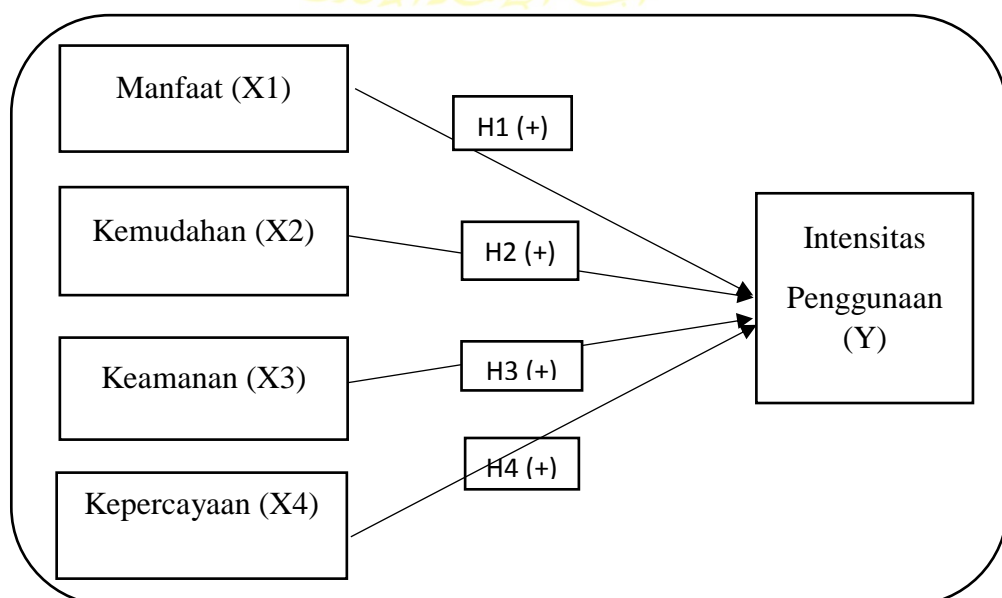 Manfaat (X1)
H1 (+)
Kemudahan (X2)
H2 (+)
Intensitas
Penggunaan
(Y)
Keamanan (X3)
H3 (+)
Kepercayaan (X4)
H4 (+)